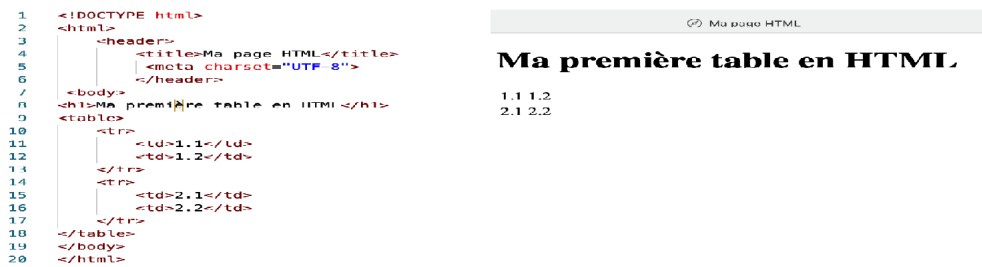 1 <!DOCTYPE html>
2 <html>
3 <header>
4 <title>Ma page HTML</title>
5 <meta charset="UTF-8">
6 </header>
7 <body>
8 <h1>Ma première table en HTML</h1>
9 <table>
10 <tr>
11 <td>1.1</td>
12 <td>1.2</td>
13 </tr>
14 <tr>
15 <td>2.1</td>
16 <td>2.2</td>
17 </tr>
18 </table>
19 </body>
20 </html>
Ma page HTML
Ma première table en HTML
1.1 1.2
2.1 2.2